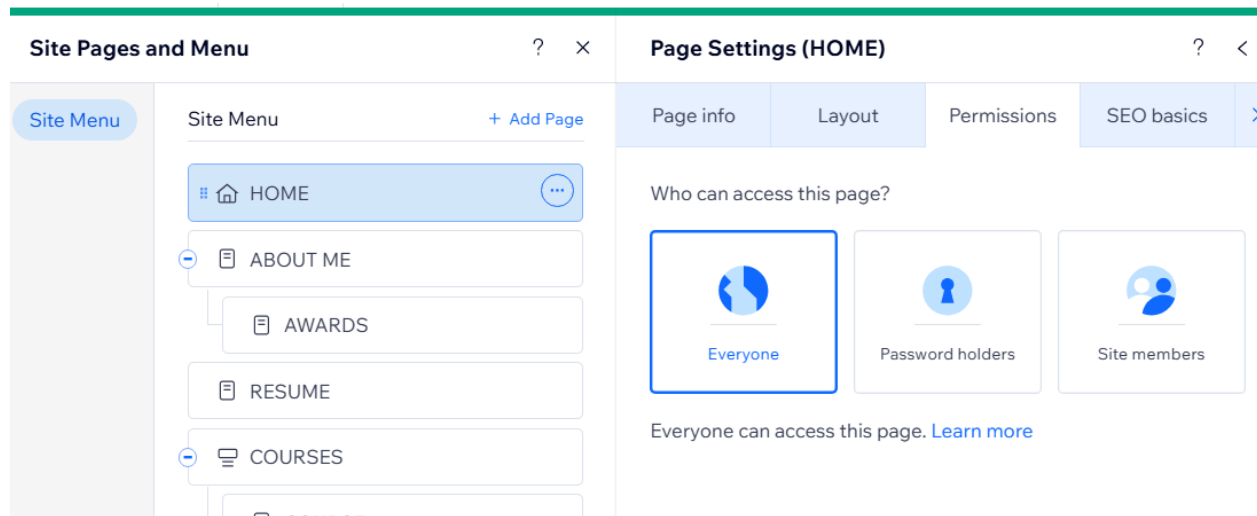 Site Pages and Menu
?
Page Settings (HOME)
?
Site Menu
Site Menu
+ Add Page
HOME
ABOUT ME
AWARDS
RESUME
COURSES
Page info
Layout
Permissions
SEO basics
Who can access this page?
Everyone
Password holders
Site members
Everyone can access this page. Learn more